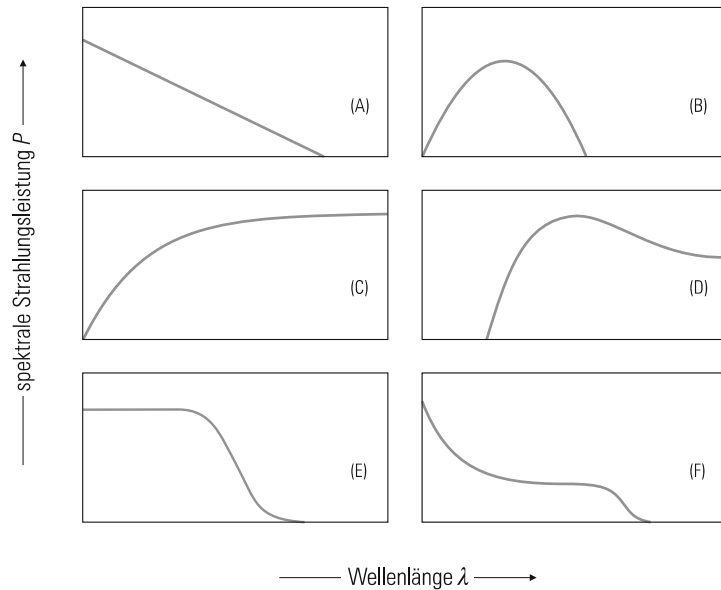 spektrale Strahlungsleistung P
(A)
(B)
(C)
(D)
(E)
(F)
Wellenlänge λ